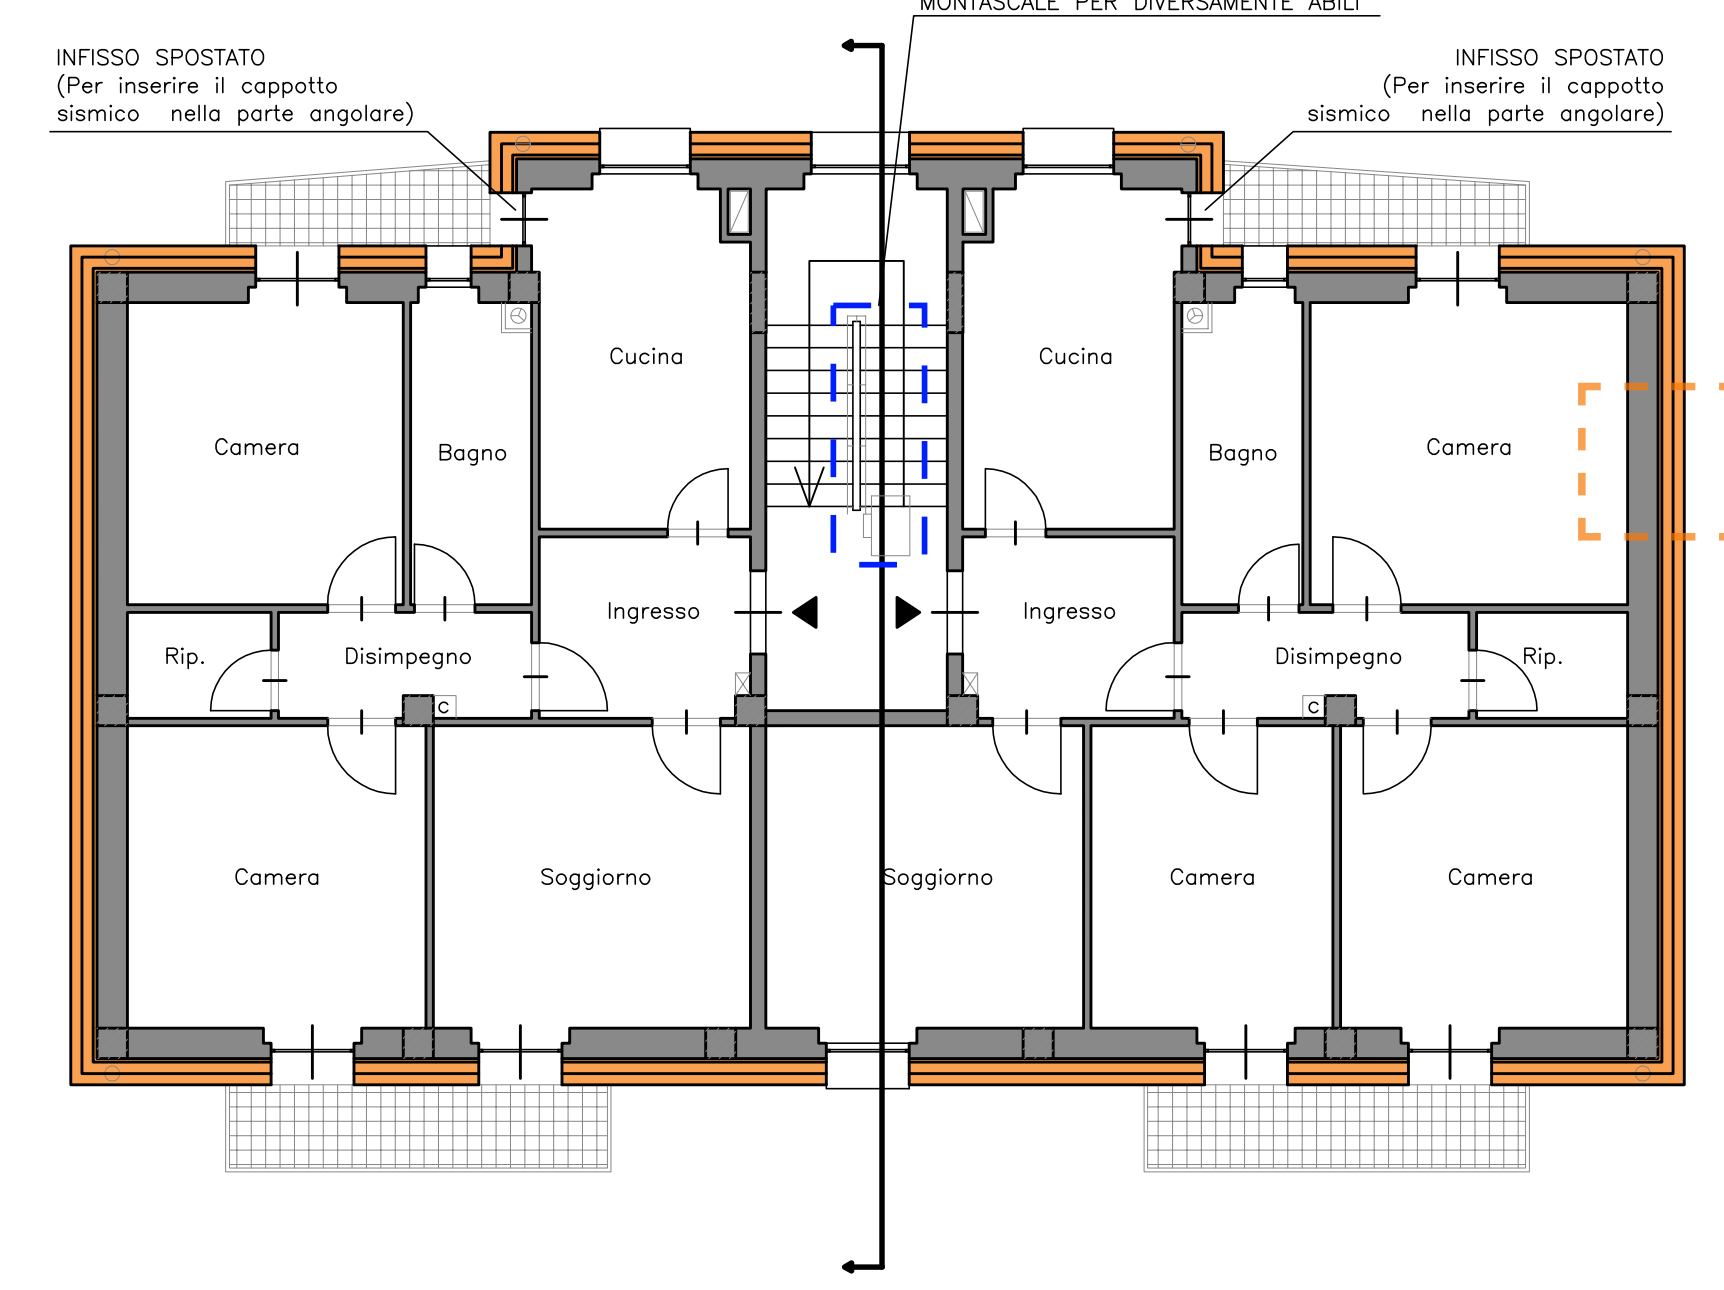 MONTASCALE PER DIVERSAMENTE ABILI
INFISSO SPOSTATO
(Per inserire il cappotto
sismico nella parte angolare)
INFISSO SPOSTATO
(Per inserire il cappotto
sismico nella parte angolare)
Cucina
Cucina
Camera
Bagno
Bagno
Camera
Ingresso
Ingresso
Rip.
Disimpegno
Disimpegno
Rip.
C
C
Camera
Soggiorno
Soggiorno
Camera
Camera